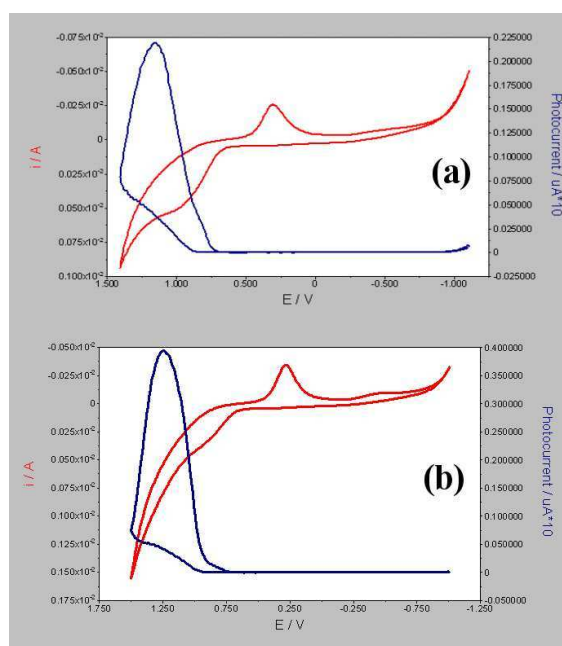 -0.075x10-2
-0.050x10-2
-0.025x10-2
0
0.025x10-2
0.050x10-2
0.075x10-2
0.100x10-2
i / A
0.225000
0.200000
0.175000
0.150000
0.125000
0.100000
0.075000
0.050000
0.025000
0
-0.025000
Photocurrent / uA*10
(a)
1.500 1.000 0.500 0 -0.500 -1.000
E / V
-0.050x10-2
-0.025x10-2
0
0.025x10-2
0.050x10-2
0.075x10-2
0.100x10-2
0.125x10-2
0.150x10-2
0.175x10-2
i / A
0.400000
0.350000
0.300000
0.250000
0.200000
0.150000
0.100000
0.050000
0
-0.050000
Photocurrent / uA*10
(b)
1.750 1.250 0.750 0.250 -0.250 -0.750 -1.250
E / V